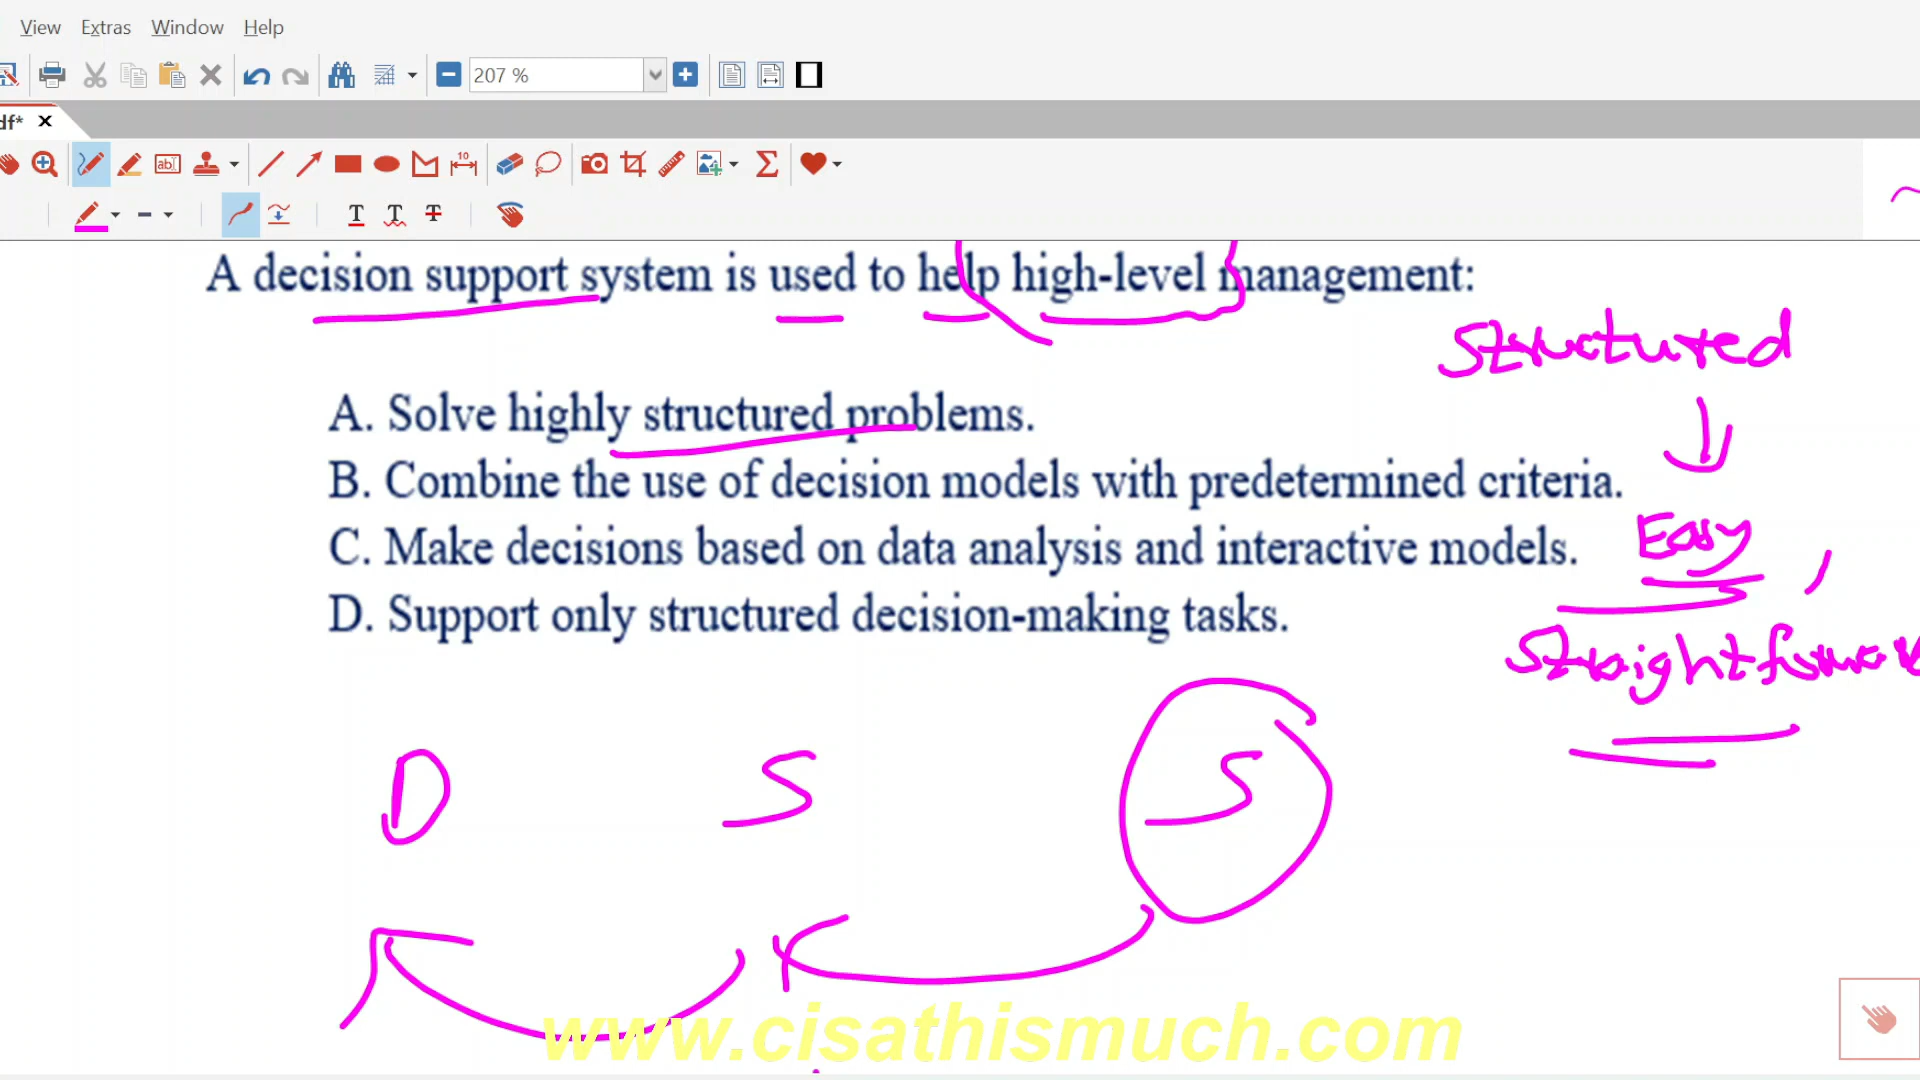 View Extras Window Help
207 %
df*
A decision support system is used to help high-level management:
Structured
A. Solve highly structured problems.
B. Combine the use of decision models with predetermined criteria.
Easy
C. Make decisions based on data analysis and interactive models.
D. Support only structured decision-making tasks.
D S S
www.cisathismuch.com